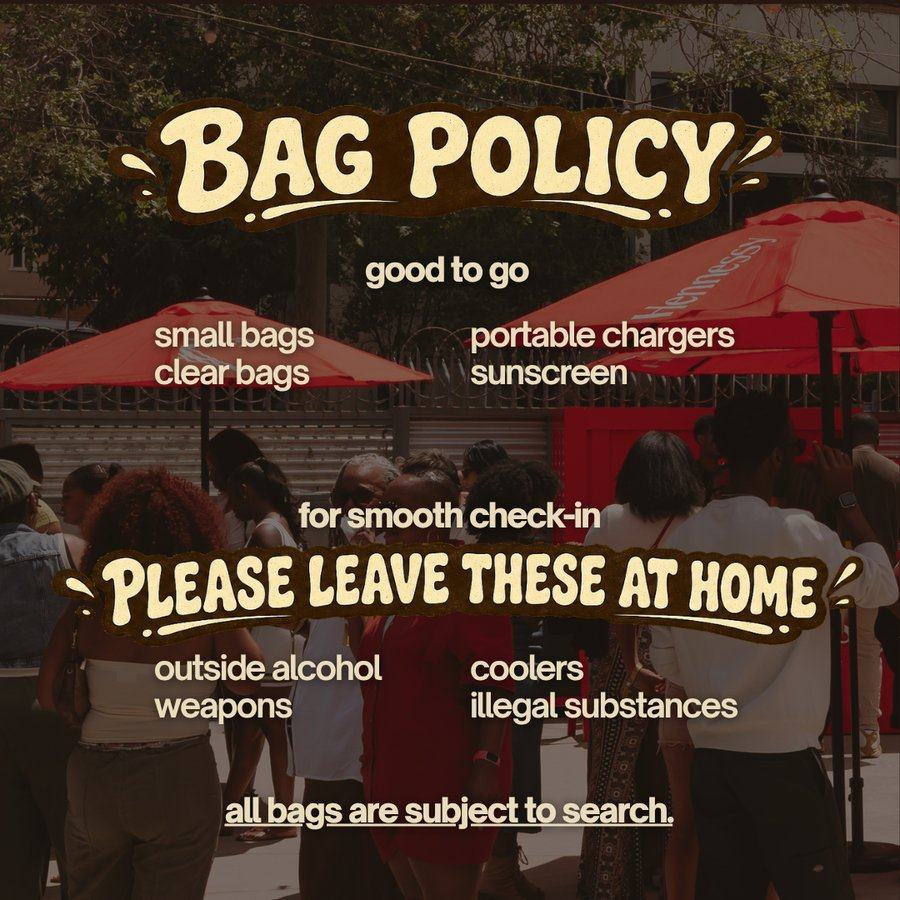 BAG POLICY
good to go
small bags
clear bags
portable chargers
sunscreen
Hennessy
for smooth check-in
PLEASE LEAVE THESE AT HOME
outside alcohol
weapons
coolers
illegal substances
all bags are subject to search.